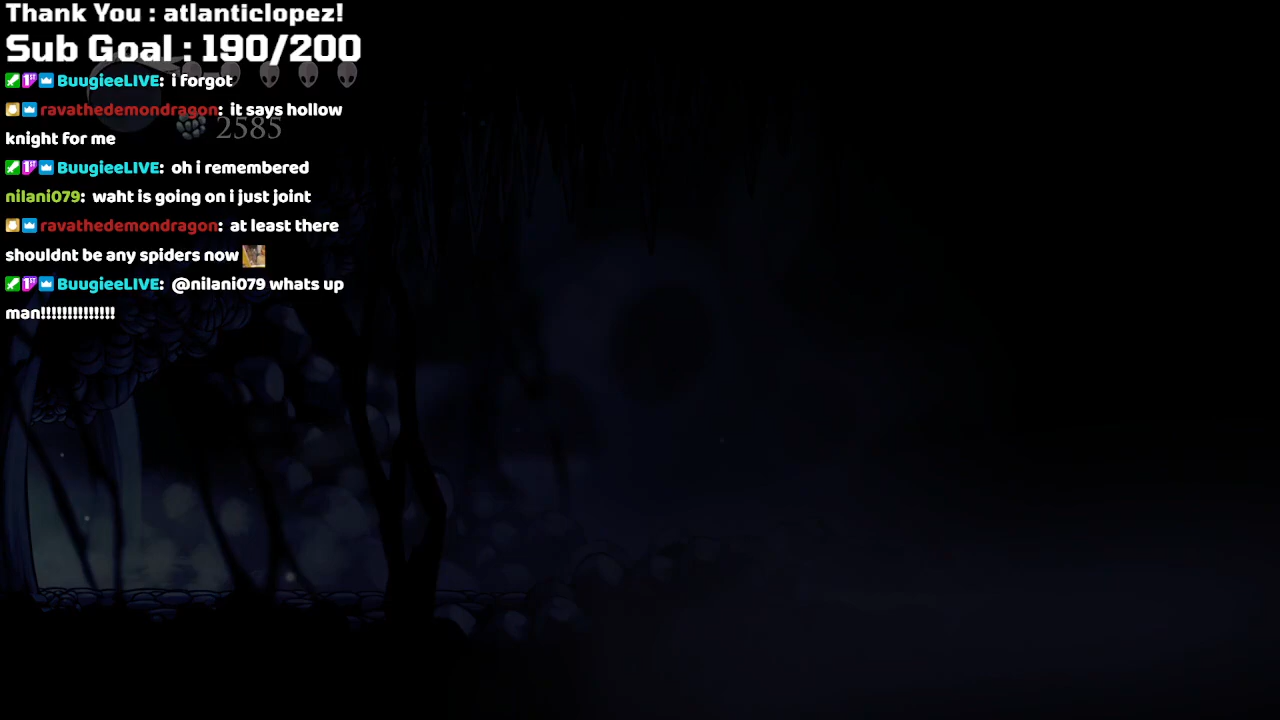 Thank You : atlanticlopez!
Sub Goal : 190/200
BuugieeLIVE: i forgot
ravathedemondragon: it says hollow
knight for me
2585
BuugieeLIVE: oh i remembered
nilani079: waht is going on i just joint
ravathedemondragon: at least there
shouldnt be any spiders now
BuugieeLIVE: @nilani079 whats up
man!!!!!!!!!!!!!!!